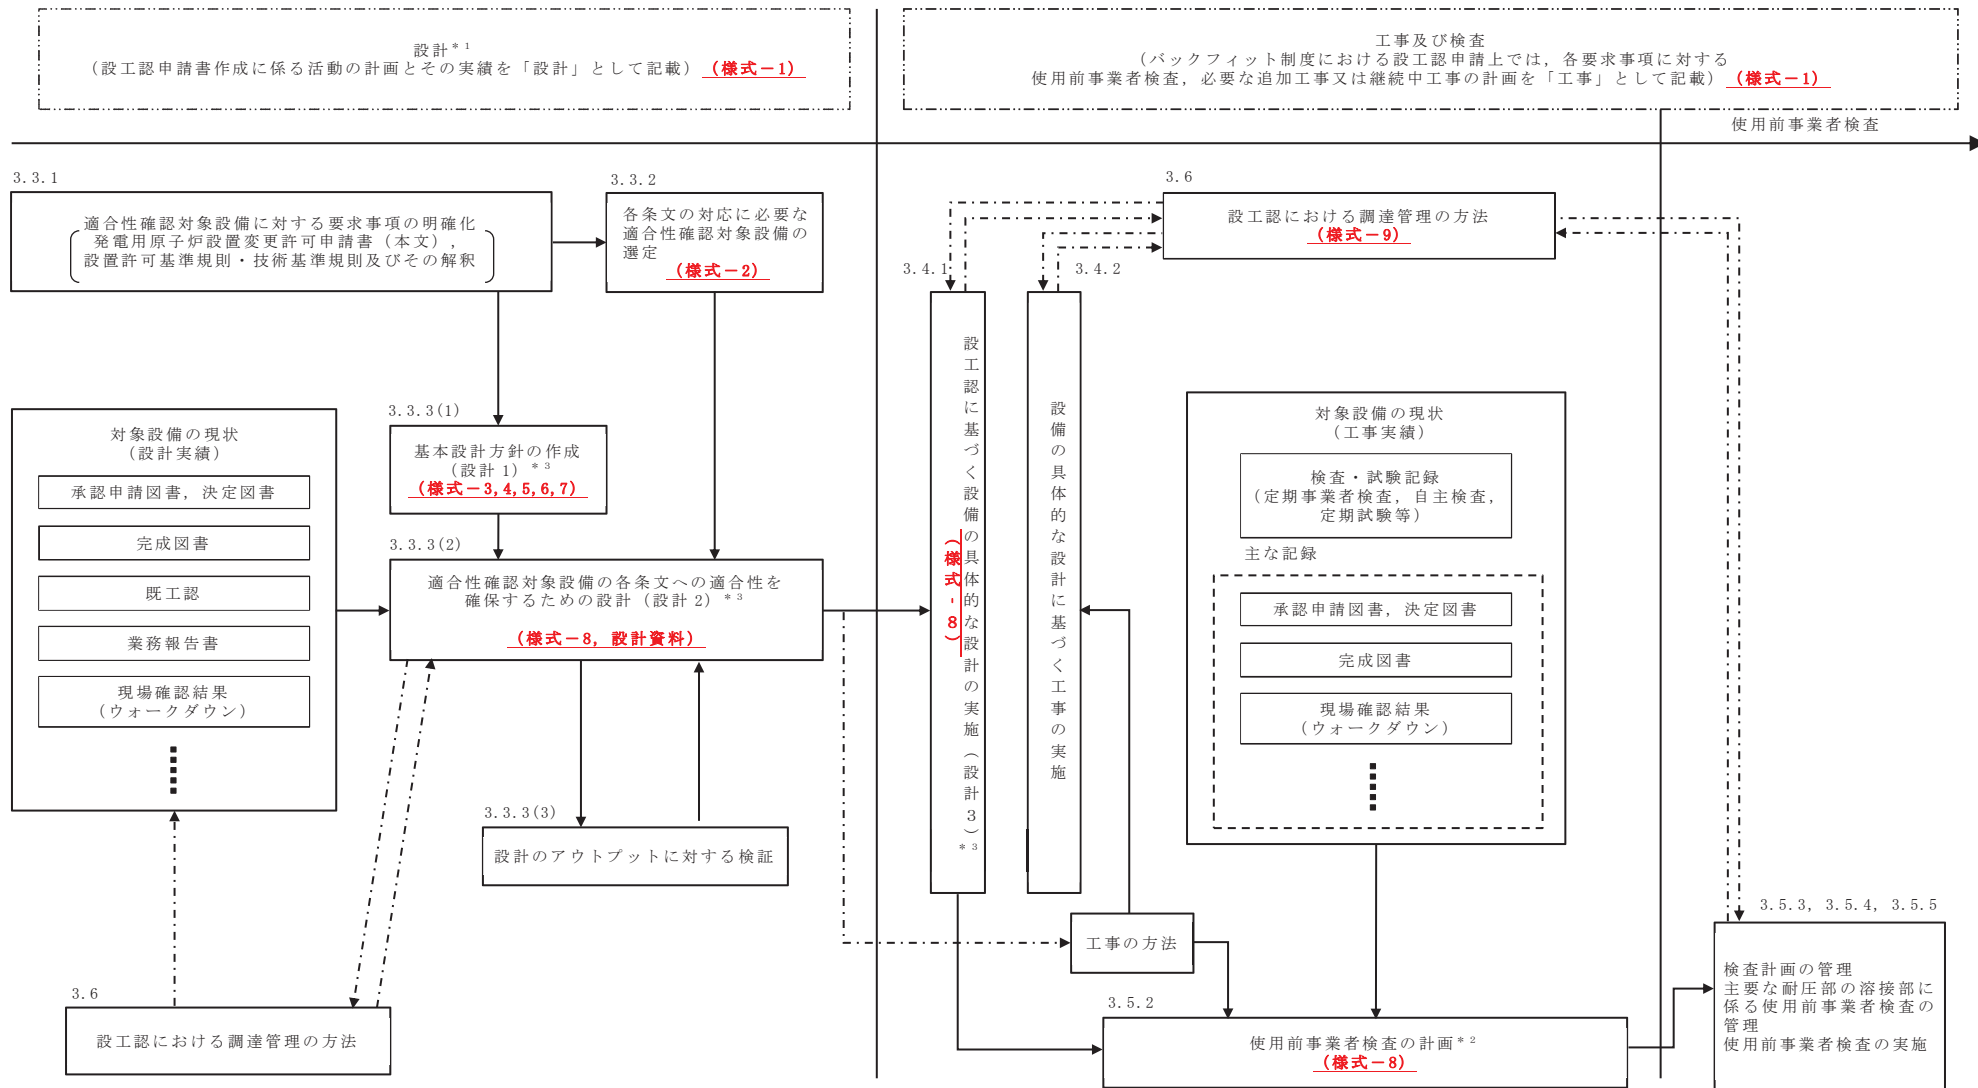 設計＊１
（設工認申請書作成に係る活動の計画とその実績を「設計」として記載）（様式－1）
工事及び検査
（バックフィット制度における設工認申請上では，各要求事項に対する
使用前事業者検査，必要な追加工事又は継続中工事の計画を「工事」として記載）（様式－1）
使用前事業者検査
3.3.1
適合性確認対象設備に対する要求事項の明確化
発電用原子炉設置変更許可申請書（本文），
設置許可基準規則・技術基準規則及びその解釈
3.3.2
各条文の対応に必要な
適合性確認対象設備の
選定
（様式－2）
対象設備の現状
（設計実績）
承認申請図書，決定図書
完成図書
既工認
業務報告書
現場確認結果
（ウォークダウン）
3.3.3(1)
基本設計方針の作成
（設計1）＊３
（様式－3,4,5,6,7）
3.3.3(2)
適合性確認対象設備の各条文への適合性を
確保するための設計（設計2）＊３
（様式－8，設計資料）
3.3.3(3)
設計のアウトプットに対する検証
3.6
設工認における調達管理の方法
3.6
設工認における調達管理の方法
（様式－9）
3.4.1
設工認に基づく設備の具体的な設計の実施（設計3）＊３
（様式-8）
3.4.2
設備の具体的な設計に基づく工事の実施
対象設備の現状
（工事実績）
検査・試験記録
（定期事業者検査，自主検査，
定期試験等）
主な記録
承認申請図書，決定図書
完成図書
現場確認結果
（ウォークダウン）
工事の方法
3.5.2
使用前事業者検査の計画＊２
（様式－8）
3.5.3, 3.5.4, 3.5.5
検査計画の管理
主要な耐圧部の溶接部に
係る使用前事業者検査の
管理
使用前事業者検査の実施